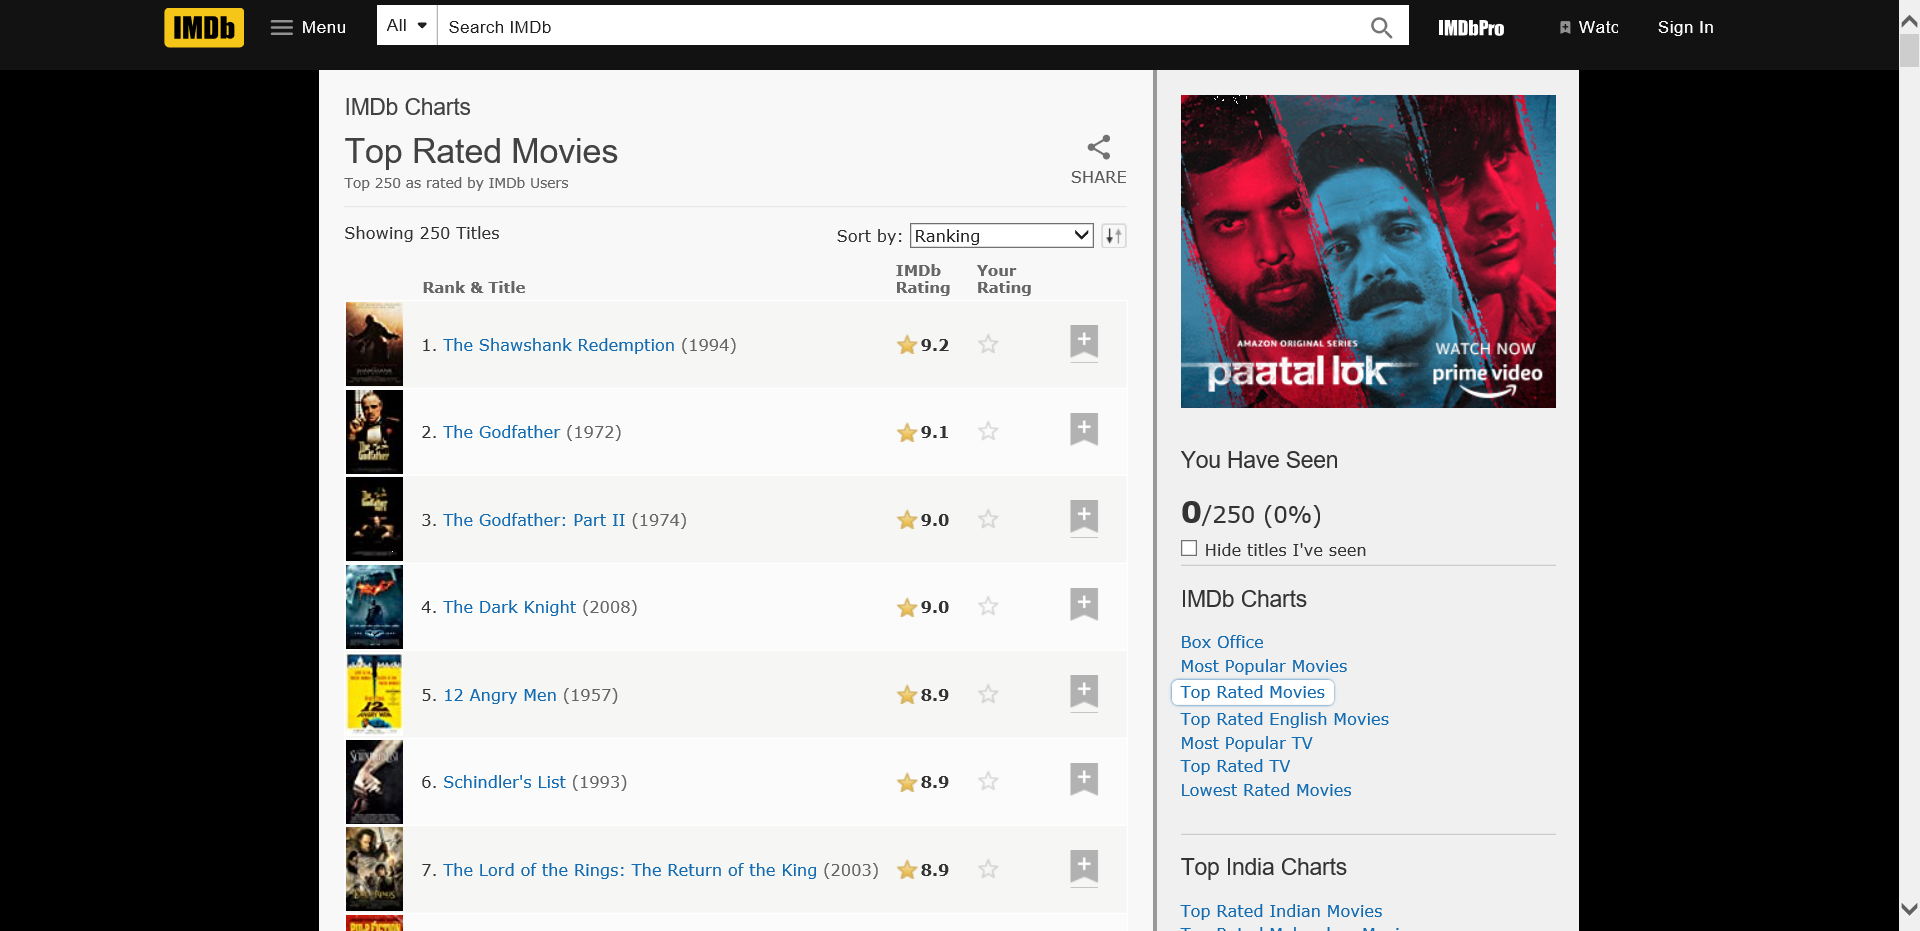 IMDb
Menu
All
Search IMDb
IMDbPro
Watc
Sign In
IMDb Charts
Top Rated Movies
Top 250 as rated by IMDb Users
SHARE
Showing 250 Titles
Sort by: Ranking
Rank & Title
IMDb Rating
Your Rating
1. The Shawshank Redemption (1994)
9.2
2. The Godfather (1972)
9.1
3. The Godfather: Part II (1974)
9.0
4. The Dark Knight (2008)
9.0
5. 12 Angry Men (1957)
8.9
6. Schindler's List (1993)
8.9
7. The Lord of the Rings: The Return of the King (2003)
8.9
PULP FICTION
AMAZON ORIGINAL SERIES
paatal lok
WATCH NOW
prime video
You Have Seen
0/250 (0%)
Hide titles I've seen
IMDb Charts
Box Office
Most Popular Movies
Top Rated Movies
Top Rated English Movies
Most Popular TV
Top Rated TV
Lowest Rated Movies
Top India Charts
Top Rated Indian Movies